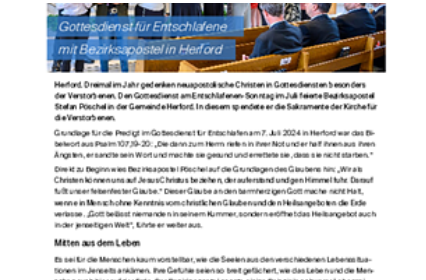 Gottesdienst für Entschlafene
mit Bezirksapostel in Herford
Herford. Dreimal im Jahr gedenken neuapostolische Christen in Gottesdiensten besonders
der Verstorbenen. Den Gottesdienst am Entschlafenen-Sonntag im Juli feierte Bezirksapostel
Stefan Pöschel in der Gemeinde Herford. In diesem spendete er die Sakramente der Kirche für
die Verstorbenen.
Grundlage für die Predigt im Gottesdienst für Entschlafen am 7. Juli 2024 in Herford war das Bi-
belwort aus Psalm 107,19-20: „Die dann zum Herrn riefen in ihrer Not und er half ihnen aus ihren
Ängsten, er sandte sein Wort und machte sie gesund und errettete sie, dass sie nicht starben.“
Direkt zu Beginn wies Bezirksapostel Pöschel auf die Grundlagen des Glaubens hin: „Wir als
Christen können uns auf Jesus Christus beziehen, der auferstand und gen Himmel fuhr. Darauf
fußt unser felsenfester Glaube.“ Dieser Glaube an den barmherzigen Gott mache nicht Halt,
wenn ein Mensch ohne Kenntnis vom christlichen Glauben und den Heilsangeboten die Erde
verlasse. „Gott belässt niemanden in seinem Kummer, sondern eröffnet das Heilsangebot auch
in der jenseitigen Welt“, führte er weiter aus.
Mitten aus dem Leben
Es sei für die Menschen kaum vorstellbar, wie die Seelen aus den verschiedenen Lebenssitua-
tionen im Jenseits ankämen. Ihre Gefühle seien so breit gefächert, wie das Leben und die Men-